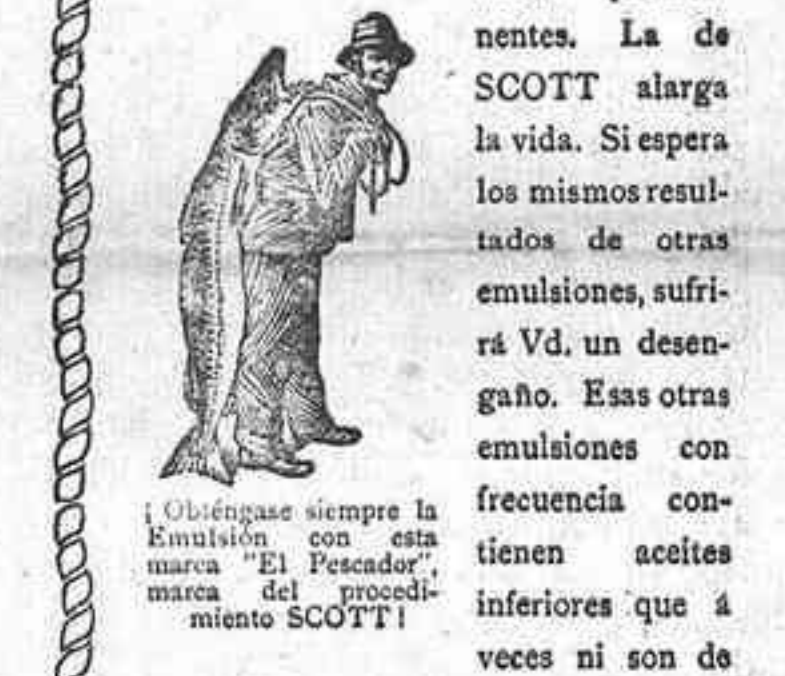 nentes. La de
SCOTT alarga
la vida. Si espera
los mismos resul-
tados de otras
emulsiones, sufri-
rá Vd. un desen-
gaño. Esas otras
emulsiones con
frecuencia con-
tienen aceites
inferiores que á
veces ni son de
¡Obténgase siempre la
Emulsión con esta
marca "El Pescador",
marca del procedi-
miento SCOTT!